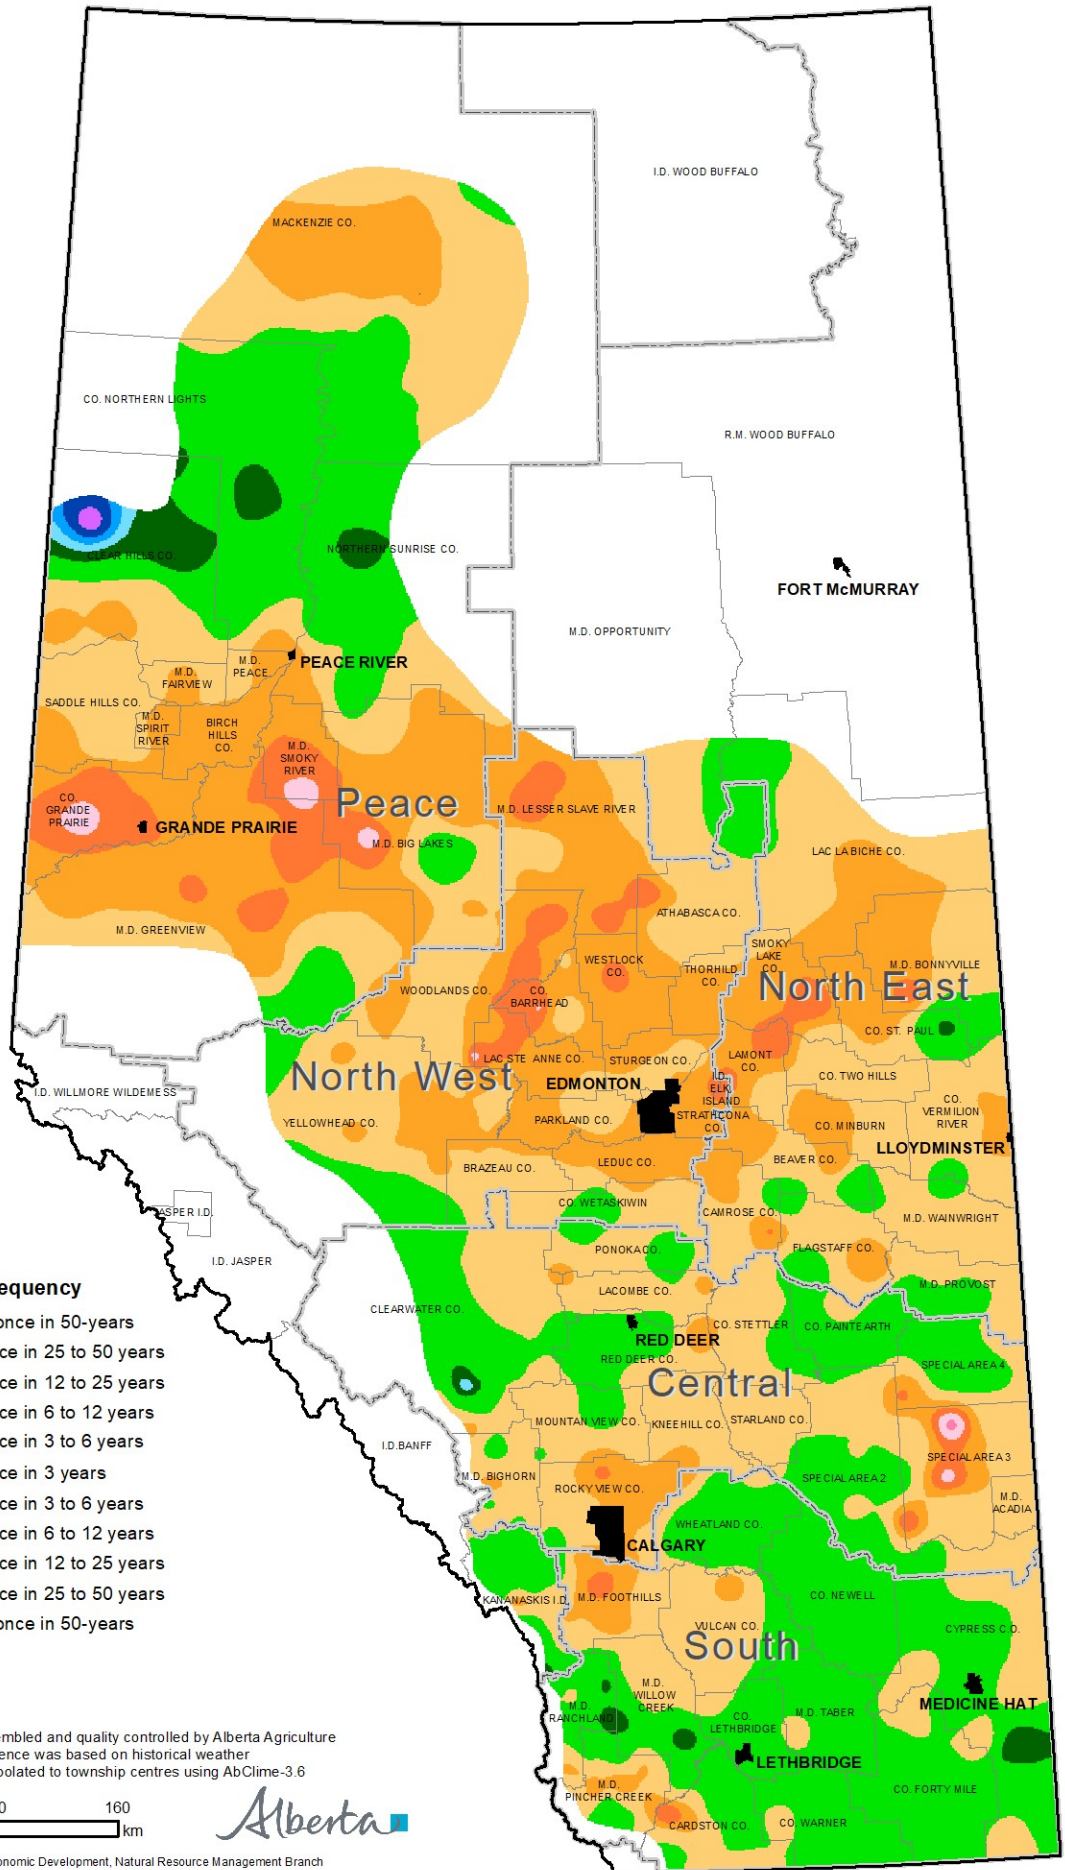 I.D. WOOD BUFFALO
MACKENZIE CO.
CO. NORTHERN LIGHTS
R.M. WOOD BUFFALO
CLEAR HILLS CO.
NORTHERN SUNRISE CO.
FORT McMURRAY
M.D. OPPORTUNITY
PEACE RIVER
M.D.
PEACE
M.D.
FAIRVIEW
SADDLE HILLS CO.
M.D.
SPIRIT
RIVER
BIRCH
HILLS
CO.
M.D.
SMOKY
RIVER
Peace
CO.
GRANDE
PRAIRIE
GRANDE PRAIRIE
M.D. LESSER SLAVE RIVER
M.D. BIG LAKES
LAC LA BICHE CO.
ATHABASCA CO.
M.D. GREENVIEW
WESTLOCK
CO.
THORHILD
CO.
SMOKY
LAKE
CO.
M.D. BONNYVILLE
North East
WOODLANDS CO.
CO.
BARRHEAD
CO. ST. PAUL
North West
LAC STE ANNE CO.
STURGEON CO.
LAMONT
CO.
CO. TWO HILLS
EDMONTON
I.D.
ELK
ISLAND
I.D. WILLMORE WILDERNESS
YELLOWHEAD CO.
PARKLAND CO.
STRATHCONA
CO.
CO. MINBURN
CO.
VERMILION
RIVER
LLOYDMINSTER
BRAZEAU CO.
LEDUC CO.
BEAVER CO.
CO. WETASKIWIN
CAMROSE CO.
M.D. WAINWRIGHT
JASPER I.D.
I.D. JASPER
PONOKA CO.
FLAGSTAFF CO.
M.D. PROVOST
LACOMBE CO.
CLEARWATER CO.
CO. STETTLER
CO. PAINTEARTH
RED DEER
RED DEER CO.
SPECIAL AREA 4
Central
MOUNTAIN VIEW CO.
KNEEHILL CO.
STARLAND CO.
I.D. BANFF
SPECIAL AREA 3
M.D. BIGHORN
SPECIAL AREA 2
ROCKY VIEW CO.
M.D.
ACADIA
WHEATLAND CO.
CALGARY
KANANASKIS I.D.
M.D. FOOTHILLS
CO. NEWELL
VULCAN CO.
CYPRESS CO.
South
M.D.
WILLOW
CREEK
M.D.
RANCHLAND
CO.
LETHBRIDGE
M.D. TABER
MEDICINE HAT
LETHBRIDGE
M.D.
PINCHER CREEK
CO. FORTY MILE
CARDSTON CO.
CO. WARNER
equency
once in 50-years
ce in 25 to 50 years
ce in 12 to 25 years
ce in 6 to 12 years
ce in 3 to 6 years
ce in 3 years
ce in 3 to 6 years
ce in 6 to 12 years
ce in 12 to 25 years
ce in 25 to 50 years
once in 50-years
mbled and quality controlled by Alberta Agriculture
ence was based on historical weather
polated to township centres using AbClime-3.6
0 160
km
Alberta
onomic Development, Natural Resource Management Branch